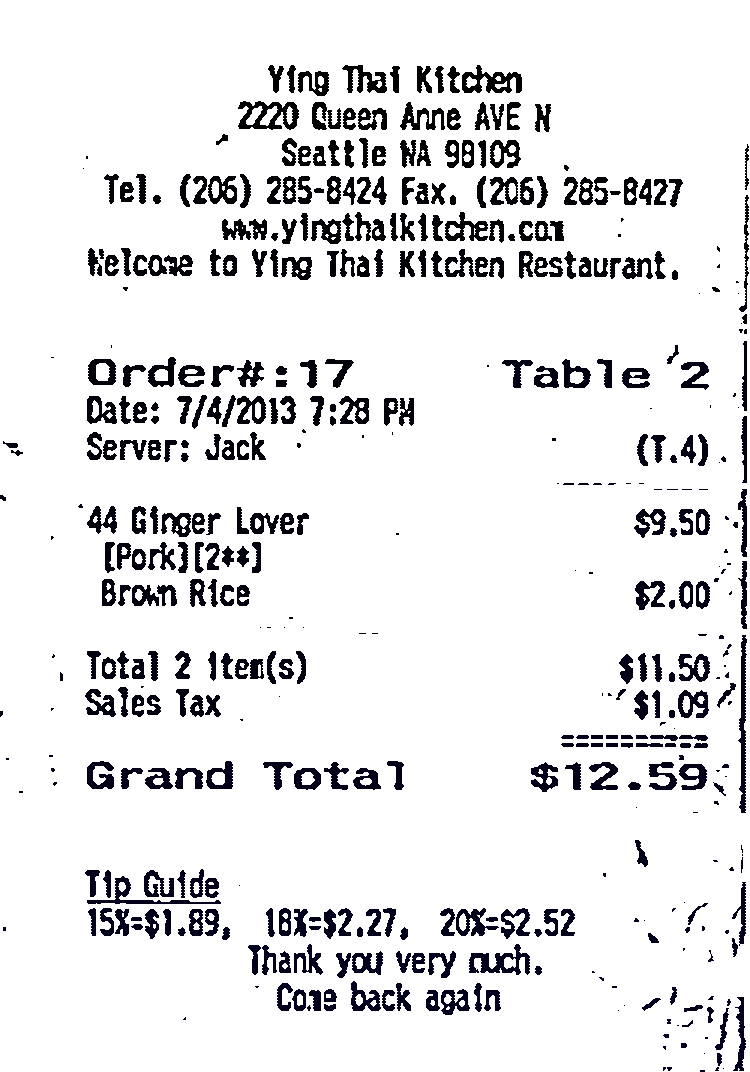 Ying Thai Kitchen
2220 Queen Anne AVE N
Seattle WA 98109
Tel. (206) 285-8424 Fax. (206) 285-8427
www.yingthaikitchen.com
Welcome to Ying Thai Kitchen Restaurant.
Order#:17 Table 2
Date: 7/4/2013 7:28 PM
Server: Jack (T.4)
44 Ginger Lover $9.50
[Pork][2**]
Brown Rice $2.00
Total 2 item(s) $11.50
Sales Tax $1.09
==========
Grand Total $12.59
Tip Guide
15%=$1.89, 18%=$2.27, 20%=$2.52
Thank you very much.
Come back again